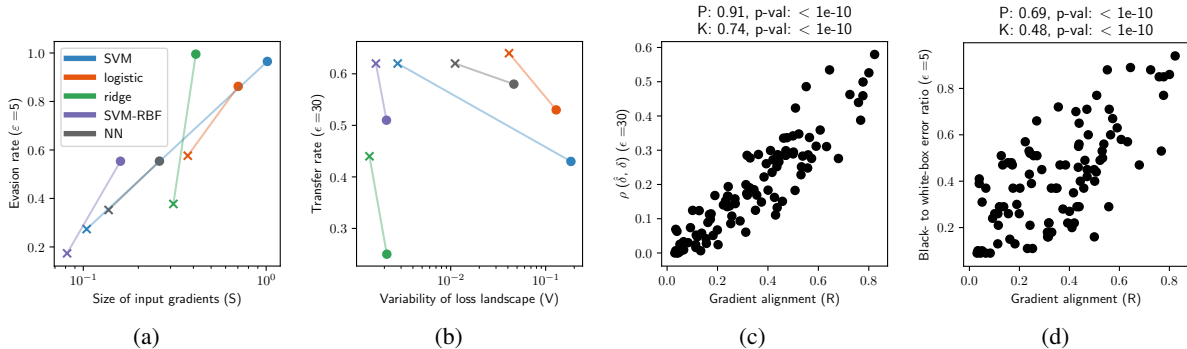 P: 0.91, p-val: < 1e-10
K: 0.74, p-val: < 1e-10
P: 0.69, p-val: < 1e-10
K: 0.48, p-val: < 1e-10
Evasion rate (ε =5)
1.0
0.8
0.6
0.4
0.2
SVM
logistic
ridge
SVM-RBF
NN
10⁻¹
10⁰
Size of input gradients (S)
(a)
Transfer rate (ε =30)
0.6
0.5
0.4
0.3
10⁻²
10⁻¹
Variability of loss landscape (V)
(b)
ρ (δ̂, δ) (ε =30)
0.6
0.5
0.4
0.3
0.2
0.1
0.0
0.0 0.2 0.4 0.6 0.8
Gradient alignment (R)
(c)
Black- to white-box error ratio (ε =5)
0.8
0.6
0.4
0.2
0.0 0.2 0.4 0.6 0.8
Gradient alignment (R)
(d)